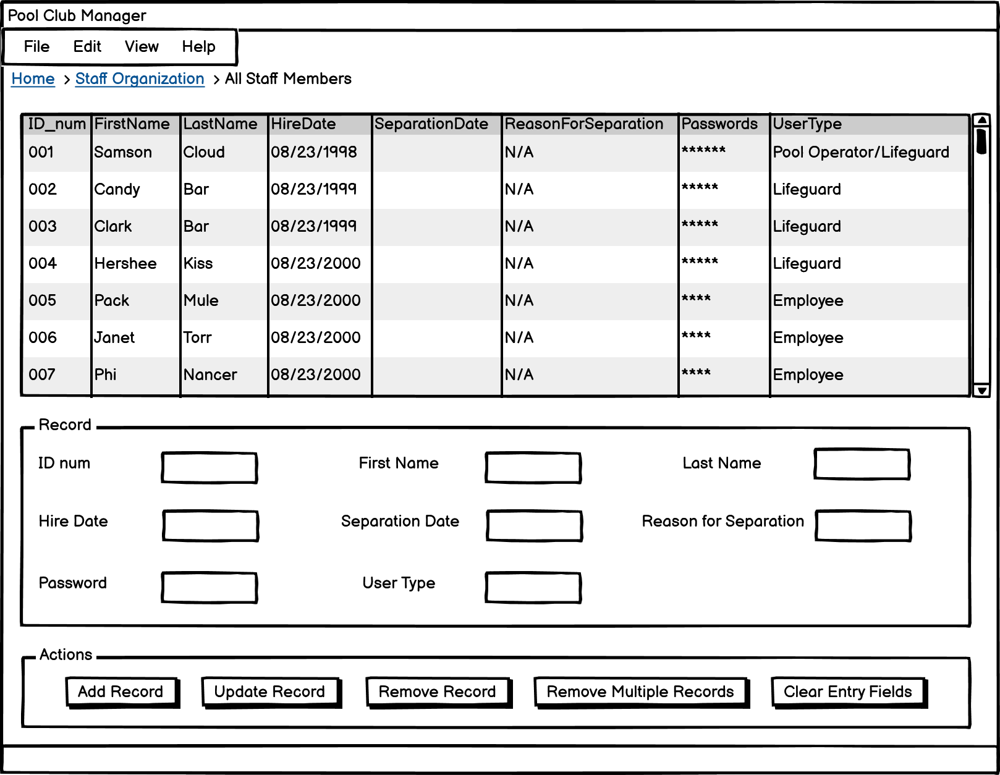 Pool Club Manager
File Edit View Help
Home > Staff Organization > All Staff Members
ID_num FirstName LastName HireDate SeparationDate ReasonForSeparation Passwords UserType
001 Samson Cloud 08/23/1998 N/A ****** Pool Operator/Lifeguard
002 Candy Bar 08/23/1999 N/A ***** Lifeguard
003 Clark Bar 08/23/1999 N/A ***** Lifeguard
004 Hershee Kiss 08/23/2000 N/A ***** Lifeguard
005 Pack Mule 08/23/2000 N/A **** Employee
006 Janet Torr 08/23/2000 N/A **** Employee
007 Phi Nancer 08/23/2000 N/A **** Employee
Record
ID num First Name Last Name
Hire Date Separation Date Reason for Separation
Password User Type
Actions
Add Record Update Record Remove Record Remove Multiple Records Clear Entry Fields